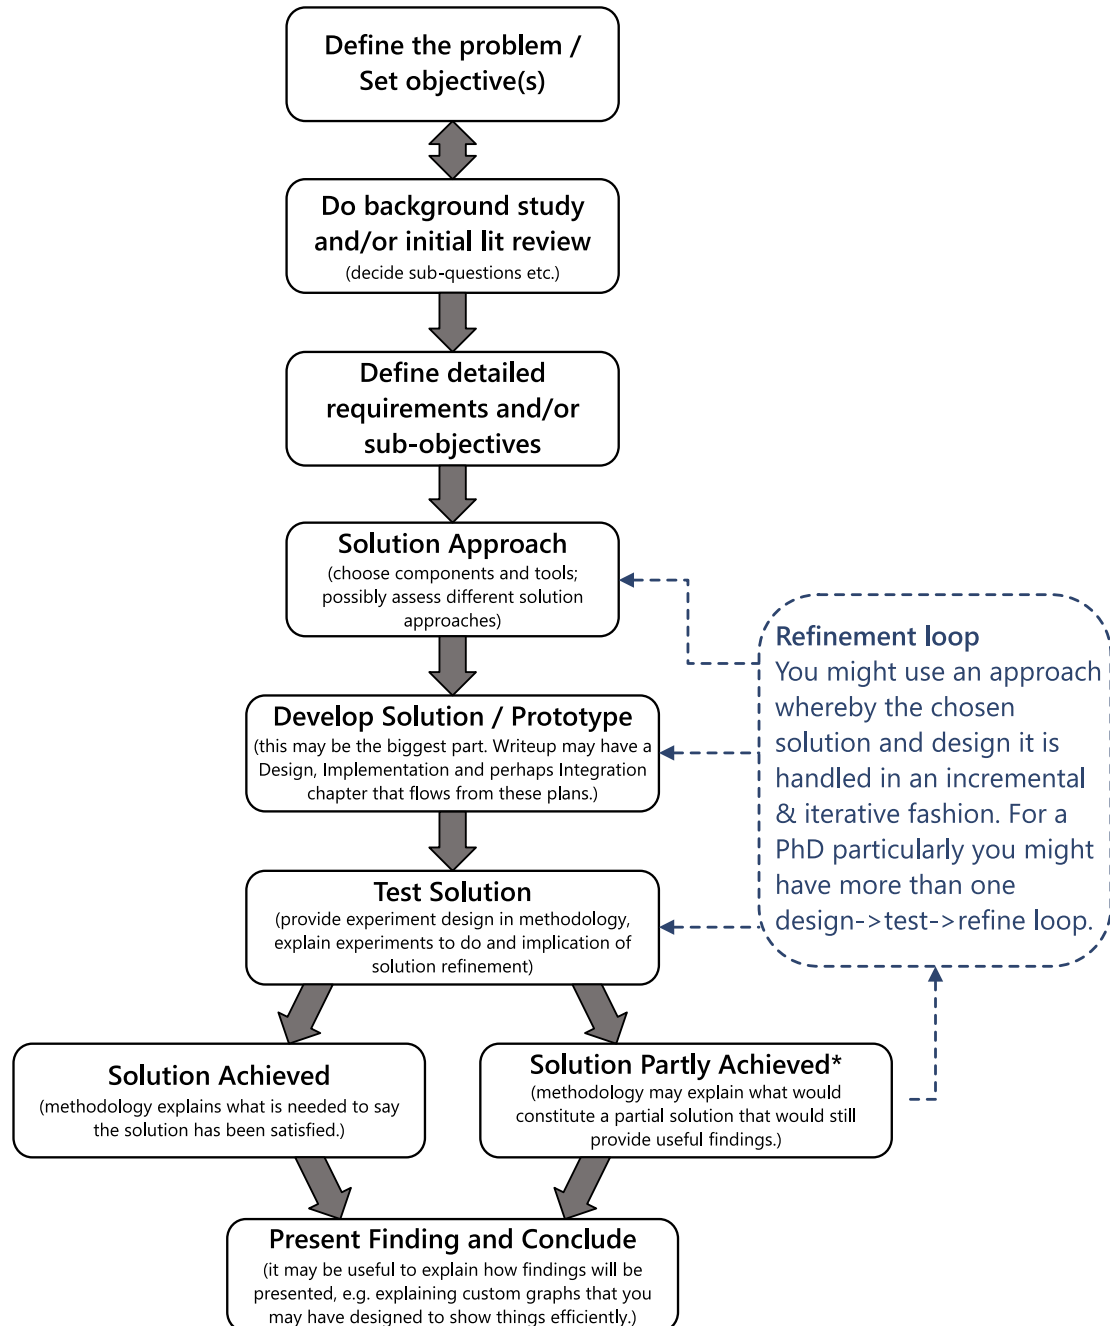 Define the problem /
Set objective(s)
Do background study
and/or initial lit review
(decide sub-questions etc.)
Define detailed
requirements and/or
sub-objectives
Solution Approach
(choose components and tools;
possibly assess different solution
approaches)
Develop Solution / Prototype
(this may be the biggest part. Writeup may have a
Design, Implementation and perhaps Integration
chapter that flows from these plans.)
Test Solution
(provide experiment design in methodology,
explain experiments to do and implication of
solution refinement)
Refinement loop
You might use an approach
whereby the chosen
solution and design it is
handled in an incremental
& iterative fashion. For a
PhD particularly you might
have more than one
design->test->refine loop.
Solution Achieved
(methodology explains what is needed to say
the solution has been satisfied.)
Solution Partly Achieved*
(methodology may explain what would
constitute a partial solution that would still
provide useful findings.)
Present Finding and Conclude
(it may be useful to explain how findings will be
presented, e.g. explaining custom graphs that you
may have designed to show things efficiently.)